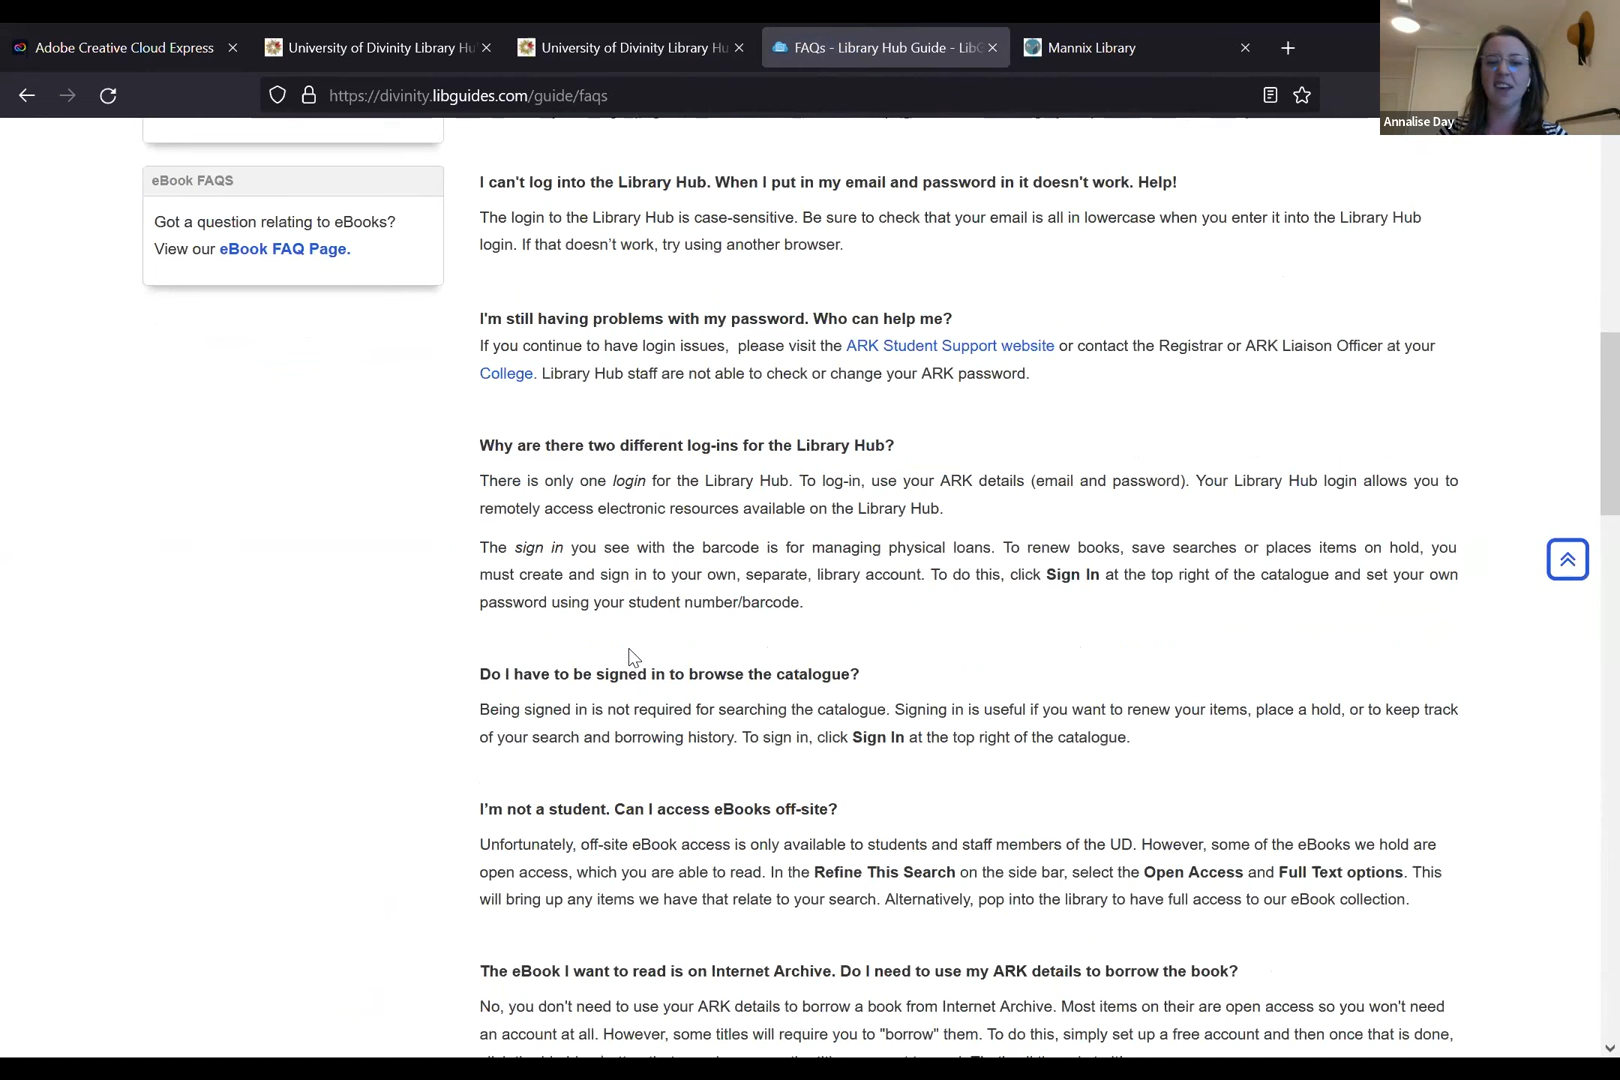 Adobe Creative Cloud Express
University of Divinity Library Hu
University of Divinity Library Hu
FAQs - Library Hub Guide - Lib
Mannix Library
https://divinity.libguides.com/guide/faqs
Annalise Day
eBook FAQS
Got a question relating to eBooks?
View our eBook FAQ Page.
I can't log into the Library Hub. When I put in my email and password in it doesn't work. Help!
The login to the Library Hub is case-sensitive. Be sure to check that your email is all in lowercase when you enter it into the Library Hub
login. If that doesn't work, try using another browser.
I'm still having problems with my password. Who can help me?
If you continue to have login issues, please visit the ARK Student Support website or contact the Registrar or ARK Liaison Officer at your
College. Library Hub staff are not able to check or change your ARK password.
Why are there two different log-ins for the Library Hub?
There is only one login for the Library Hub. To log-in, use your ARK details (email and password). Your Library Hub login allows you to
remotely access electronic resources available on the Library Hub.
The sign in you see with the barcode is for managing physical loans. To renew books, save searches or places items on hold, you
must create and sign in to your own, separate, library account. To do this, click Sign In at the top right of the catalogue and set your own
password using your student number/barcode.
Do I have to be signed in to browse the catalogue?
Being signed in is not required for searching the catalogue. Signing in is useful if you want to renew your items, place a hold, or to keep track
of your search and borrowing history. To sign in, click Sign In at the top right of the catalogue.
I'm not a student. Can I access eBooks off-site?
Unfortunately, off-site eBook access is only available to students and staff members of the UD. However, some of the eBooks we hold are
open access, which you are able to read. In the Refine This Search on the side bar, select the Open Access and Full Text options. This
will bring up any items we have that relate to your search. Alternatively, pop into the library to have full access to our eBook collection.
The eBook I want to read is on Internet Archive. Do I need to use my ARK details to borrow the book?
No, you don't need to use your ARK details to borrow a book from Internet Archive. Most items on their are open access so you won't need
an account at all. However, some titles will require you to "borrow" them. To do this, simply set up a free account and then once that is done,